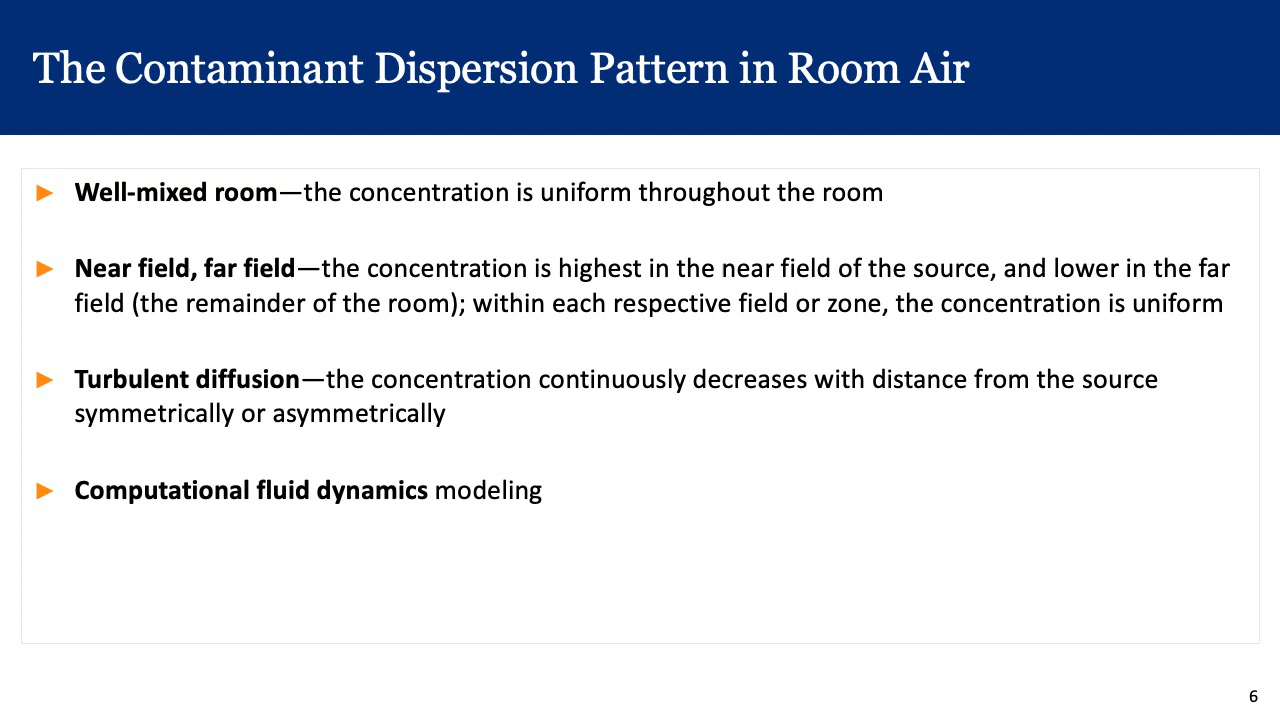 The Contaminant Dispersion Pattern in Room Air
► Well-mixed room—the concentration is uniform throughout the room
► Near field, far field—the concentration is highest in the near field of the source, and lower in the far
field (the remainder of the room); within each respective field or zone, the concentration is uniform
► Turbulent diffusion—the concentration continuously decreases with distance from the source
symmetrically or asymmetrically
► Computational fluid dynamics modeling
6